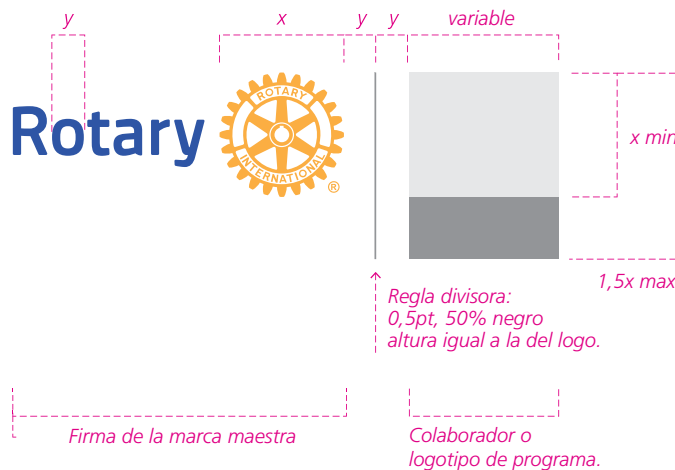 y
x
y
y
variable
Rotary
ROTARY
INTERNATIONAL
®
x min
1,5x max
Regla divisora:
0,5pt, 50% negro
altura igual a la del logo.
Firma de la marca maestra
Colaborador o
logotipo de programa.